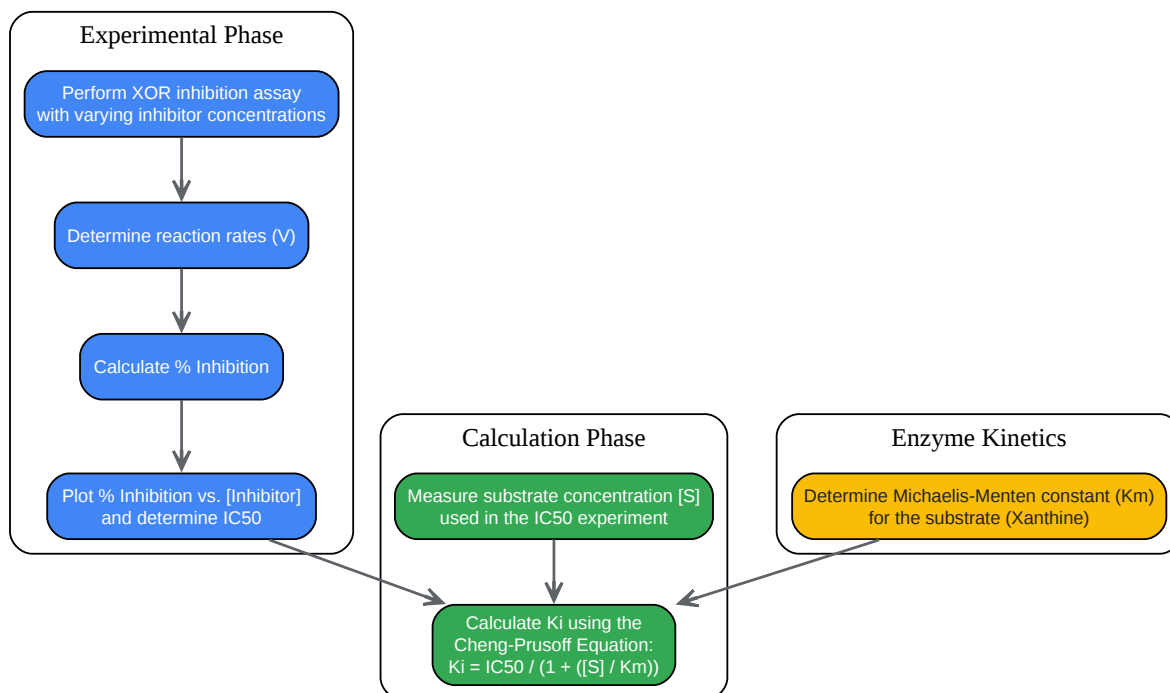 Experimental Phase
Perform XOR inhibition assay
with varying inhibitor concentrations
Determine reaction rates (V)
Calculate % Inhibition
Plot % Inhibition vs. [Inhibitor]
and determine IC50
Calculation Phase
Measure substrate concentration [S]
used in the IC50 experiment
Enzyme Kinetics
Determine Michaelis-Menten constant (Km)
for the substrate (Xanthine)
Calculate Ki using the
Cheng-Prusoff Equation:
Ki = IC50 / (1 + ([S] / Km))